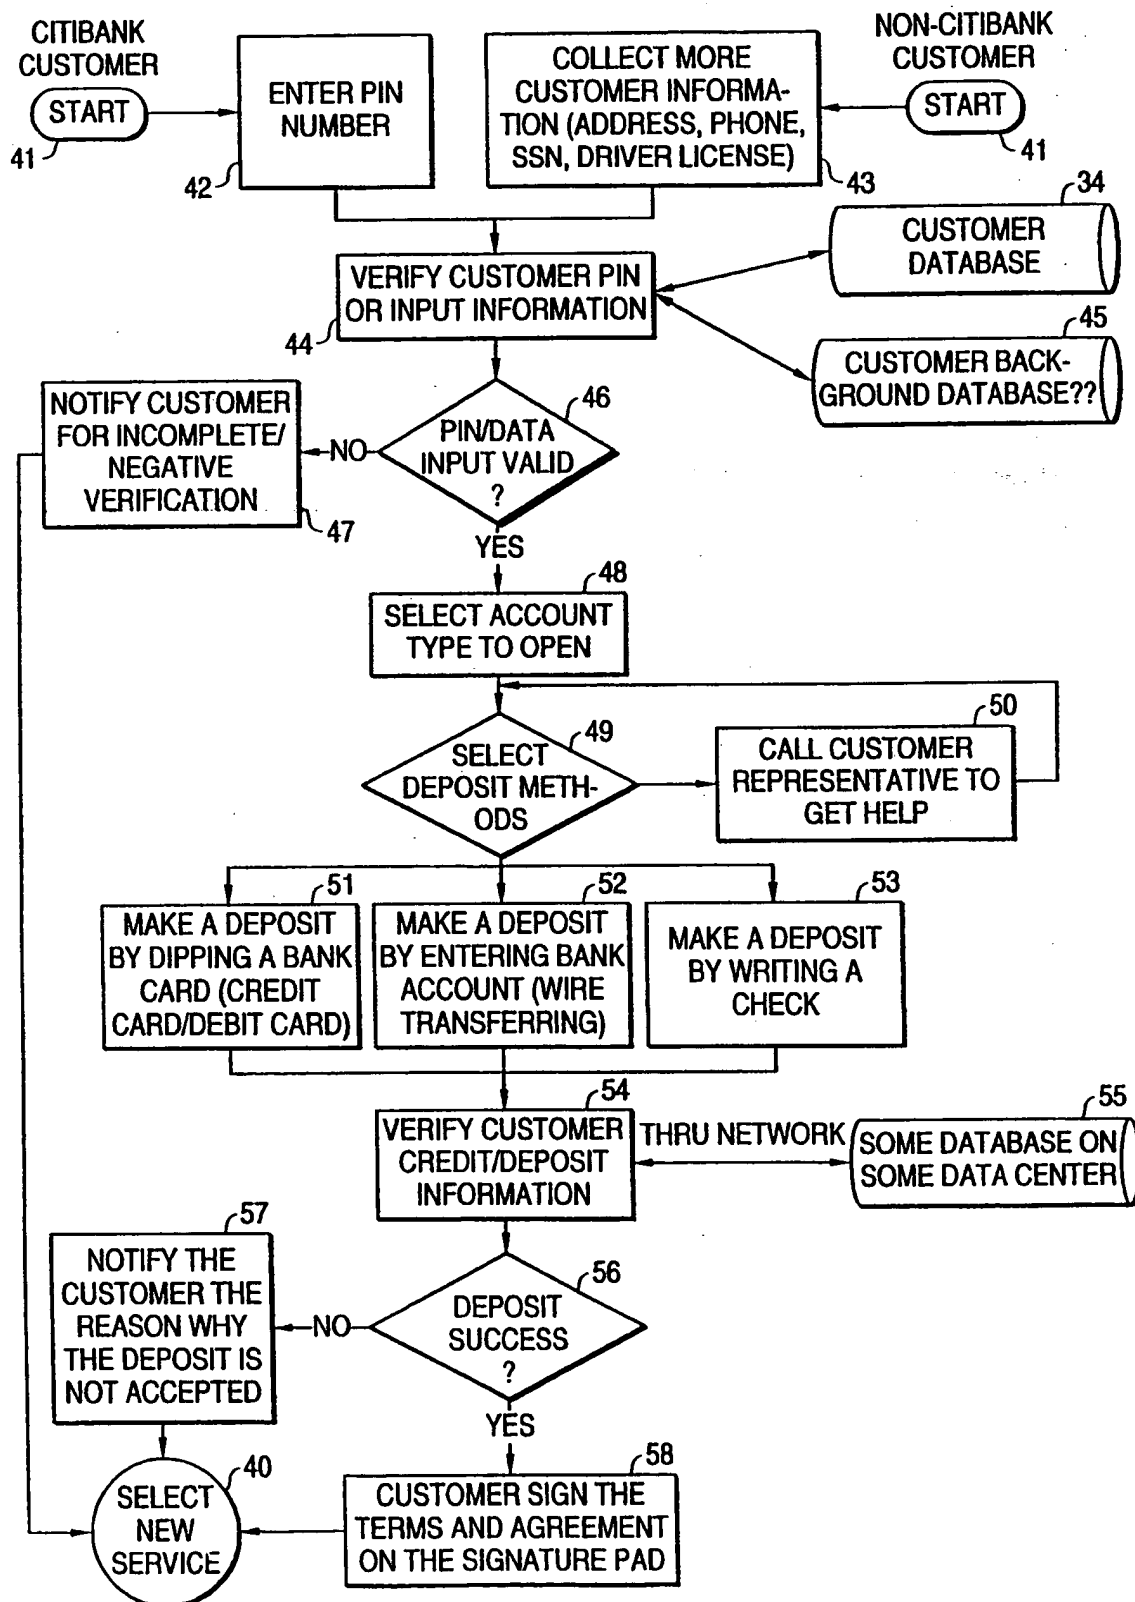 CITIBANK
CUSTOMER
START
41
ENTER PIN
NUMBER
42
COLLECT MORE
CUSTOMER INFORMA-
TION (ADDRESS, PHONE,
SSN, DRIVER LICENSE)
43
NON-CITIBANK
CUSTOMER
START
41
34
CUSTOMER
DATABASE
VERIFY CUSTOMER PIN
OR INPUT INFORMATION
44
45
CUSTOMER BACK-
GROUND DATABASE??
46
PIN/DATA
INPUT VALID
?
NO
NOTIFY CUSTOMER
FOR INCOMPLETE/
NEGATIVE
VERIFICATION
47
YES
48
SELECT ACCOUNT
TYPE TO OPEN
49
SELECT
DEPOSIT METH-
ODS
50
CALL CUSTOMER
REPRESENTATIVE TO
GET HELP
51
MAKE A DEPOSIT
BY DIPPING A BANK
CARD (CREDIT
CARD/DEBIT CARD)
52
MAKE A DEPOSIT
BY ENTERING BANK
ACCOUNT (WIRE
TRANSFERRING)
53
MAKE A DEPOSIT
BY WRITING A
CHECK
54
VERIFY CUSTOMER
CREDIT/DEPOSIT
INFORMATION
THRU NETWORK
55
SOME DATABASE ON
SOME DATA CENTER
56
DEPOSIT
SUCCESS
?
NO
57
NOTIFY THE
CUSTOMER THE
REASON WHY
THE DEPOSIT IS
NOT ACCEPTED
YES
58
CUSTOMER SIGN THE
TERMS AND AGREEMENT
ON THE SIGNATURE PAD
40
SELECT
NEW
SERVICE